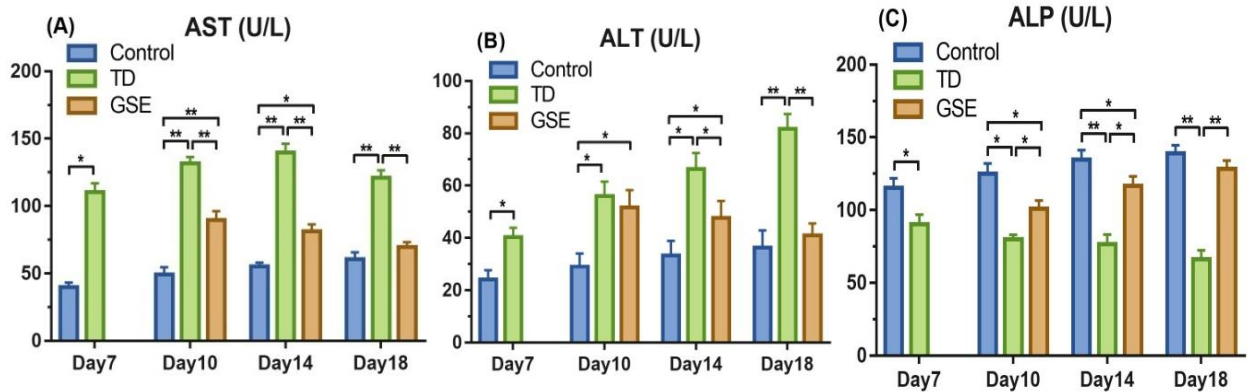 (A)
AST (U/L)
Control
TD
GSE
200
150
100
50
0
*
** ** **
** ** *
** **
Day7 Day10 Day14 Day18
(B)
ALT (U/L)
Control
TD
GSE
100
80
60
40
20
0
*
* *
* * *
** **
Day7 Day10 Day14 Day18
(C)
ALP (U/L)
Control
TD
GSE
200
150
100
50
0
*
* * *
** * *
** **
Day7 Day10 Day14 Day18